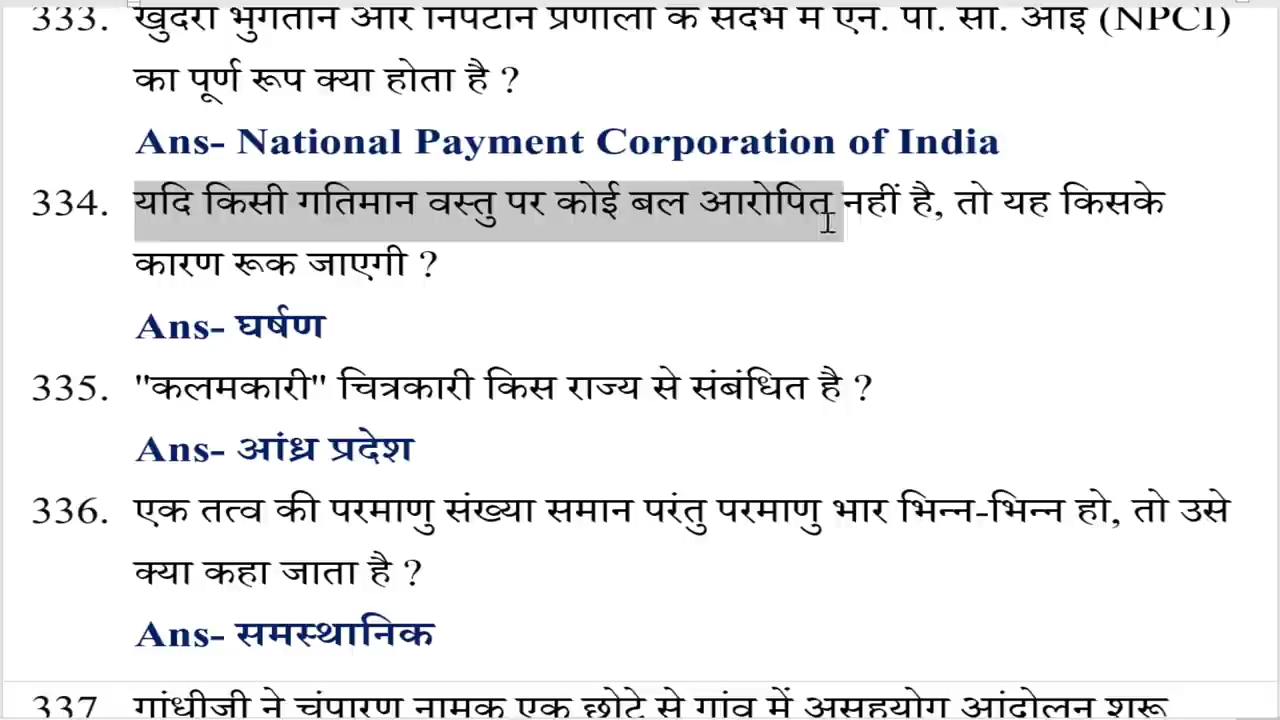 333. खुदरा भुगतान और निपटान प्रणाली के संदर्भ में एन. पी. सी. आई (NPCI)
का पूर्ण रूप क्या होता है ?
Ans- National Payment Corporation of India
334. यदि किसी गतिमान वस्तु पर कोई बल आरोपित नहीं है, तो यह किसके
कारण रूक जाएगी ?
Ans- घर्षण
335. "कलमकारी" चित्रकारी किस राज्य से संबंधित है ?
Ans- आंध्र प्रदेश
336. एक तत्व की परमाणु संख्या समान परंतु परमाणु भार भिन्न-भिन्न हो, तो उसे
क्या कहा जाता है ?
Ans- समस्थानिक
337. गांधीजी ने चंपारण नामक एक छोटे से गांव में असहयोग आंदोलन शुरू